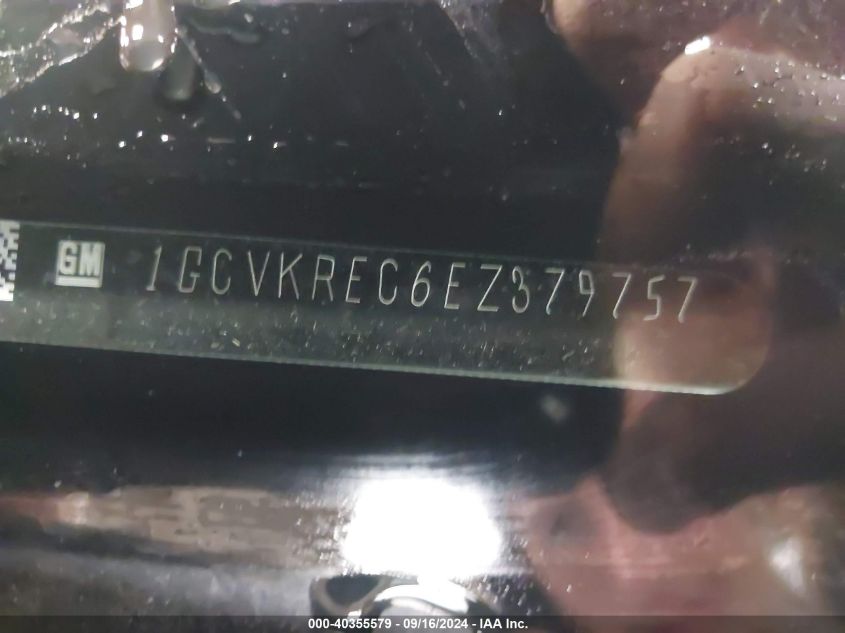 GM 1GCVKREC6EZ379757
000-40355579 - 09/16/2024 - IAA Inc.